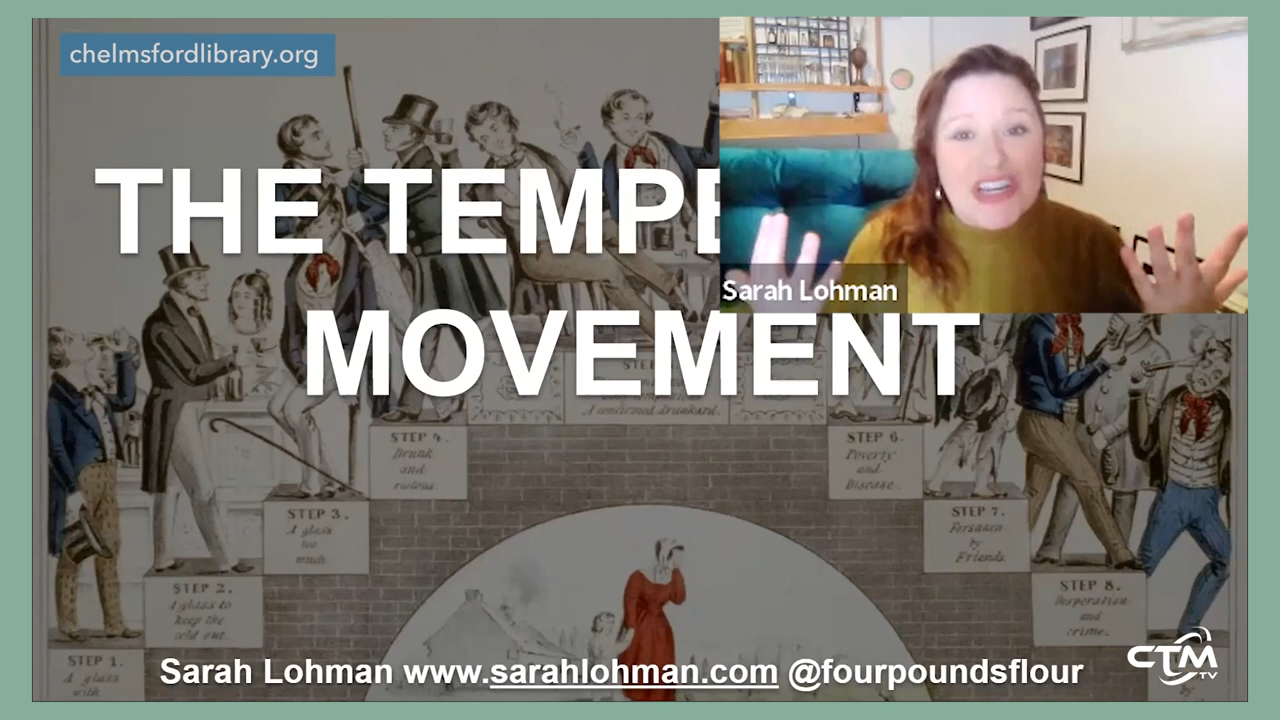 chelmsfordlibrary.org
THE TEMPE
Sarah Lohman
MOVEMENT
A confirmed drunkard.
STEP 4.
Drunk
and
riotous.
STEP 6.
Poverty
and
Disease.
STEP 3.
A glass
too
much.
STEP 7.
Forsaken
by
Friends.
STEP 2.
A glass to
keep the
cold out.
STEP 8.
Desperation
and
crime.
STEP 1.
A glass
with
Sarah Lohman www.sarahlohman.com @fourpoundsflour
CTM
TV
by